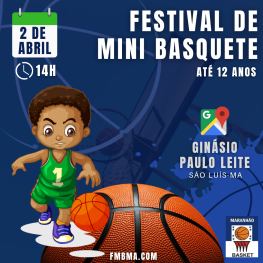 2 DE
ABRIL
14H
FESTIVAL DE
MINI BASQUETE
ATÉ 12 ANOS
G
GINÁSIO
PAULO LEITE
SÃO LUÍS-MA
1
MARANHÃO
BASKET
FMBMA.COM